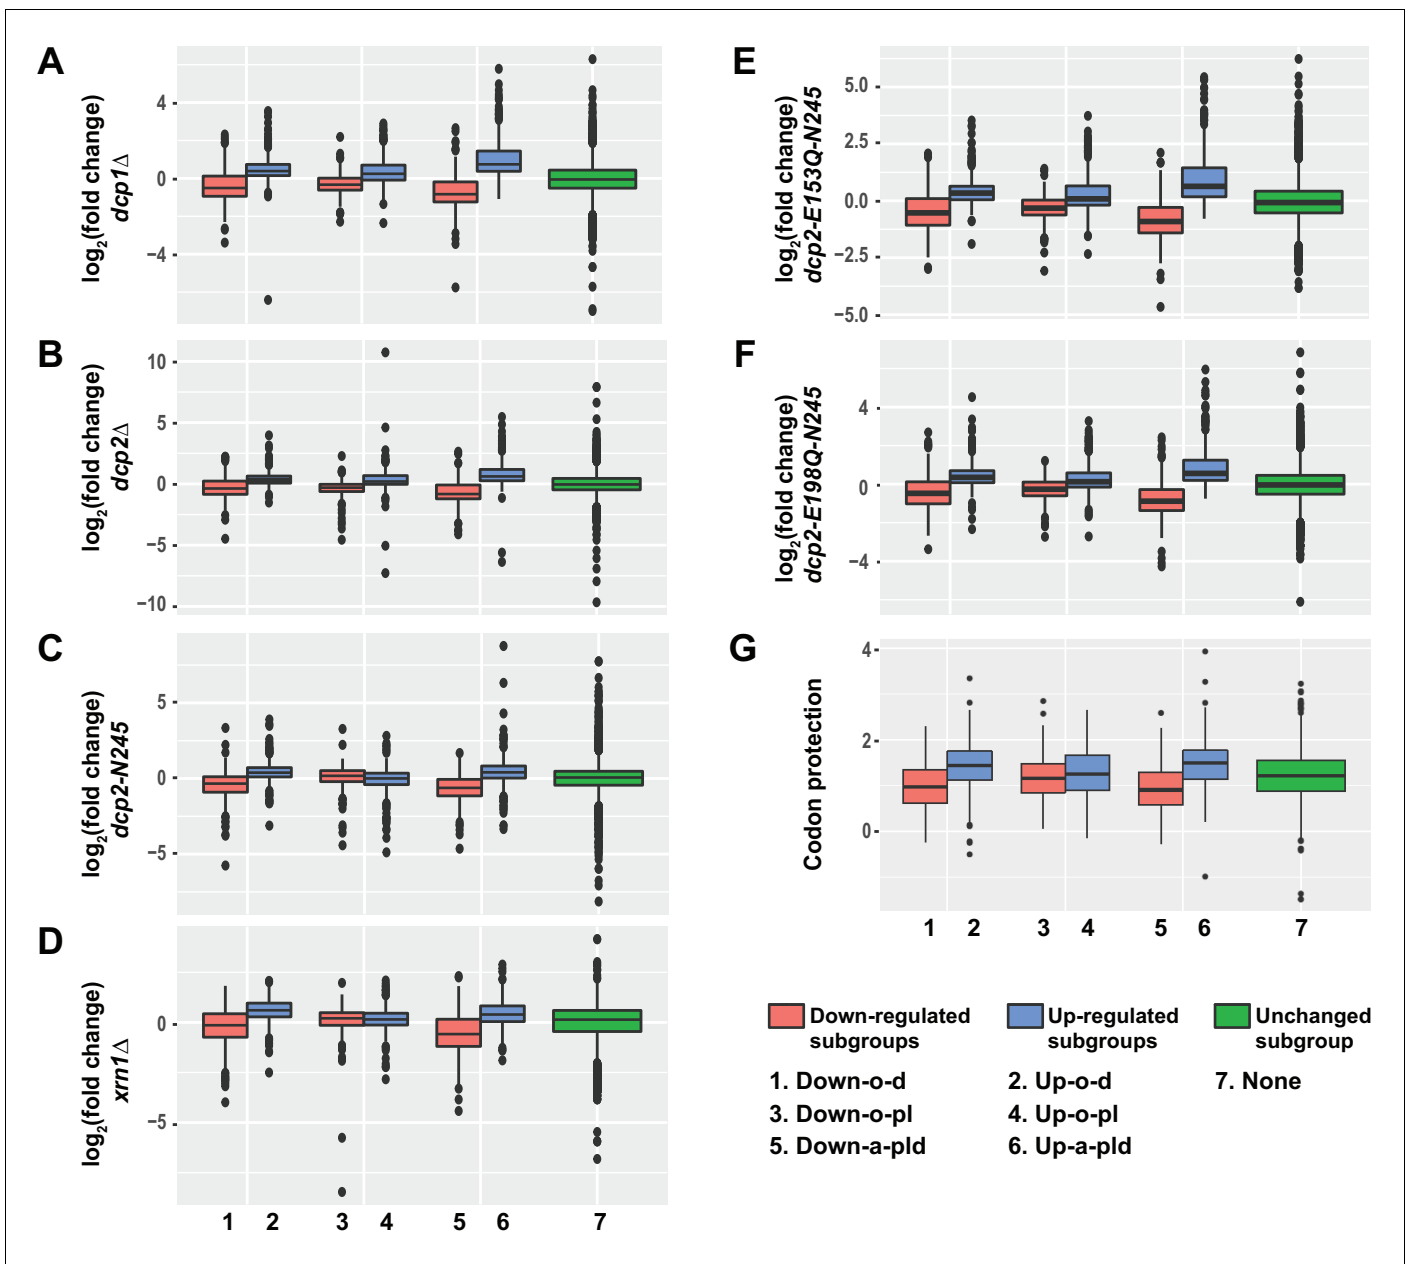 A
log2(fold change)
dcp1Δ
4
0
−4
B
log2(fold change)
dcp2Δ
10
5
0
−5
−10
C
log2(fold change)
dcp2-N245
5
0
−5
D
log2(fold change)
xrn1Δ
0
−5
1 2 3 4 5 6 7
E
log2(fold change)
dcp2-E153Q-N245
5.0
2.5
0.0
−2.5
−5.0
F
log2(fold change)
dcp2-E198Q-N245
4
0
−4
G
Codon protection
4
2
0
1 2 3 4 5 6 7
Down-regulated
subgroups
1. Down-o-d
3. Down-o-pl
5. Down-a-pld
Up-regulated
subgroups
2. Up-o-d
4. Up-o-pl
6. Up-a-pld
Unchanged
subgroup
7. None